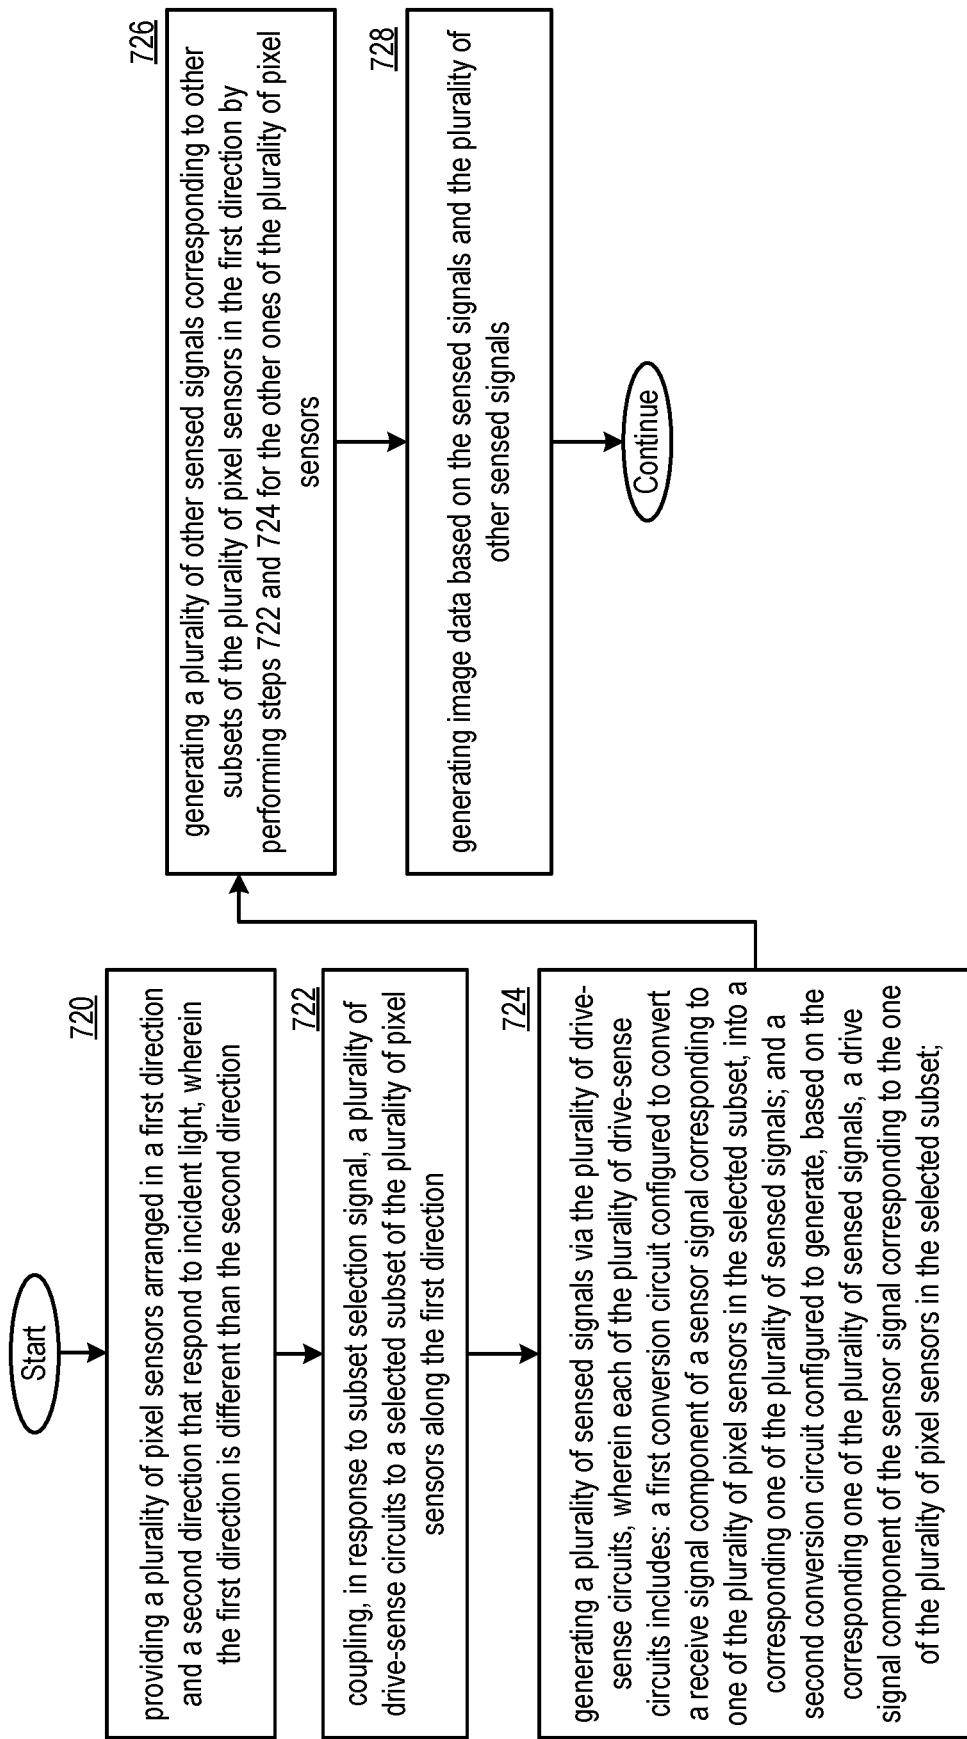 Start
720
providing a plurality of pixel sensors arranged in a first direction
and a second direction that respond to incident light, wherein
the first direction is different than the second direction
722
coupling, in response to subset selection signal, a plurality of
drive-sense circuits to a selected subset of the plurality of pixel
sensors along the first direction
724
generating a plurality of sensed signals via the plurality of drive-
sense circuits, wherein each of the plurality of drive-sense
circuits includes: a first conversion circuit configured to convert
a receive signal component of a sensor signal corresponding to
one of the plurality of pixel sensors in the selected subset, into a
corresponding one of the plurality of sensed signals; and a
second conversion circuit configured to generate, based on the
corresponding one of the plurality of sensed signals, a drive
signal component of the sensor signal corresponding to the one
of the plurality of pixel sensors in the selected subset;
726
generating a plurality of other sensed signals corresponding to other
subsets of the plurality of pixel sensors in the first direction by
performing steps 722 and 724 for the other ones of the plurality of pixel
sensors
728
generating image data based on the sensed signals and the plurality of
other sensed signals
Continue